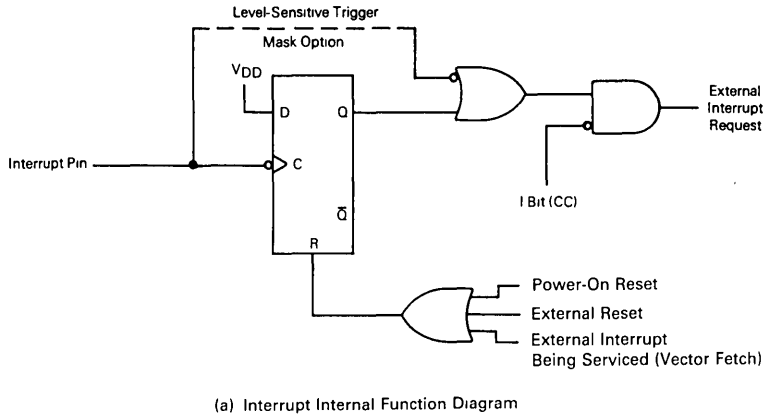 Level-Sensitive Trigger
Mask Option
VDD
D
Q
External
Interrupt
Request
Interrupt Pin
C
I Bit (CC)
Q̅
R
Power-On Reset
External Reset
External Interrupt
Being Serviced (Vector Fetch)
(a) Interrupt Internal Function Diagram